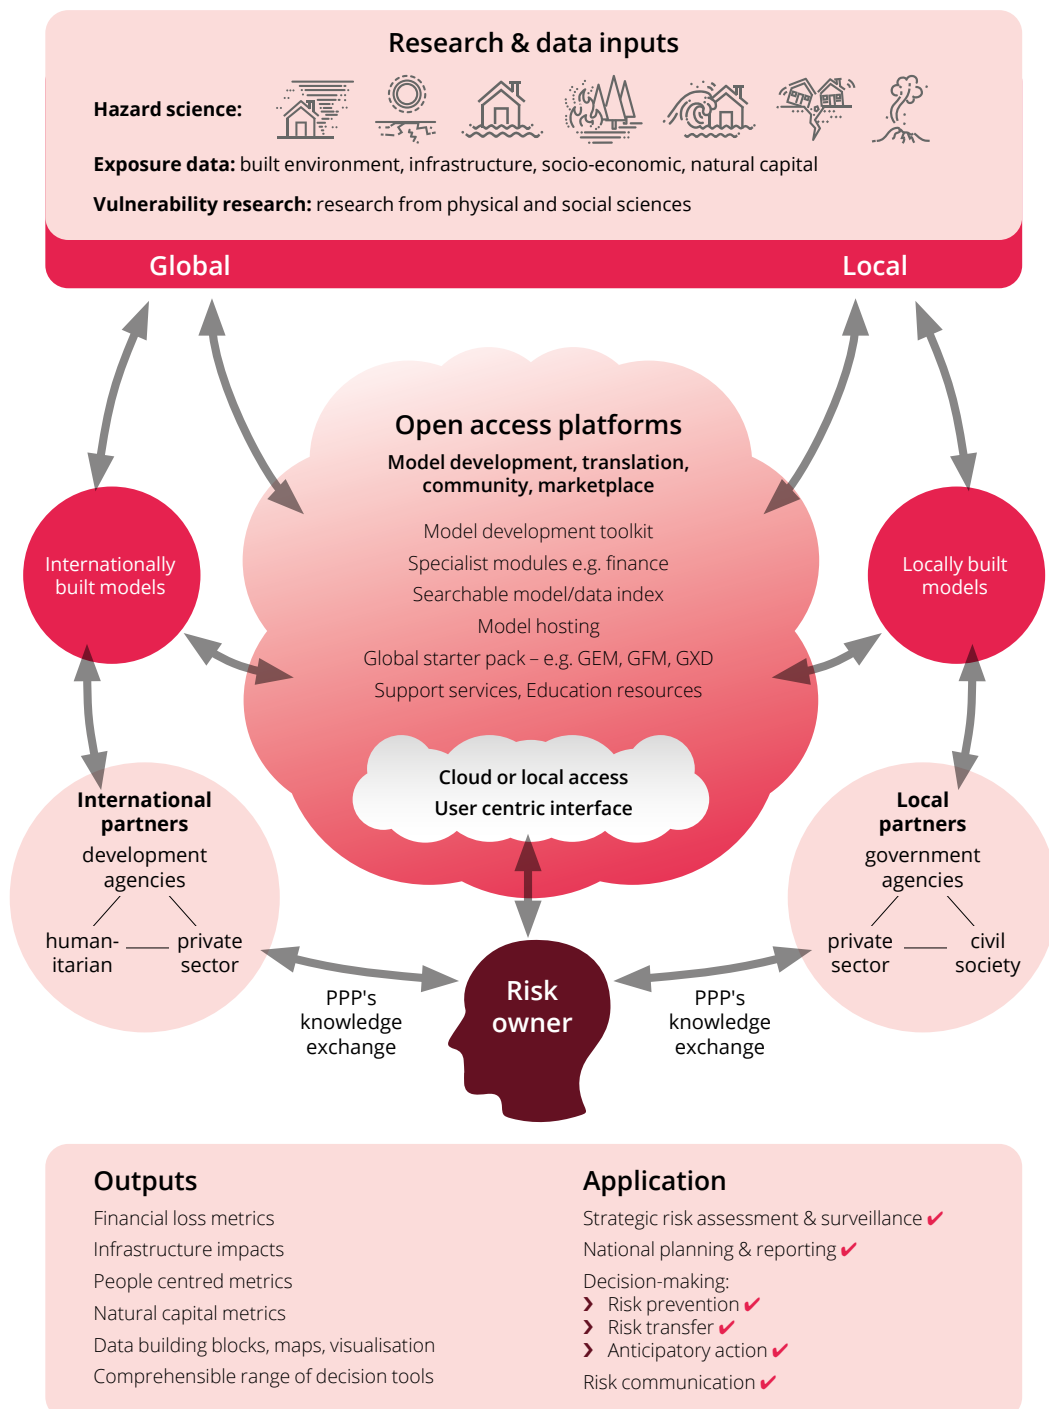 Research & data inputs
Hazard science:
Exposure data: built environment, infrastructure, socio-economic, natural capital
Vulnerability research: research from physical and social sciences
Global
Local
Open access platforms
Model development, translation,
community, marketplace
Model development toolkit
Specialist modules e.g. finance
Searchable model/data index
Model hosting
Global starter pack – e.g. GEM, GFM, GXD
Support services, Education resources
Internationally
built models
Locally built
models
Cloud or local access
User centric interface
International
partners
development
agencies
human-
itarian
private
sector
Local
partners
government
agencies
private
sector
civil
society
PPP's
knowledge
exchange
Risk
owner
PPP's
knowledge
exchange
Outputs
Financial loss metrics
Infrastructure impacts
People centred metrics
Natural capital metrics
Data building blocks, maps, visualisation
Comprehensible range of decision tools
Application
Strategic risk assessment & surveillance ✔
National planning & reporting ✔
Decision-making:
❯ Risk prevention ✔
❯ Risk transfer ✔
❯ Anticipatory action ✔
Risk communication ✔